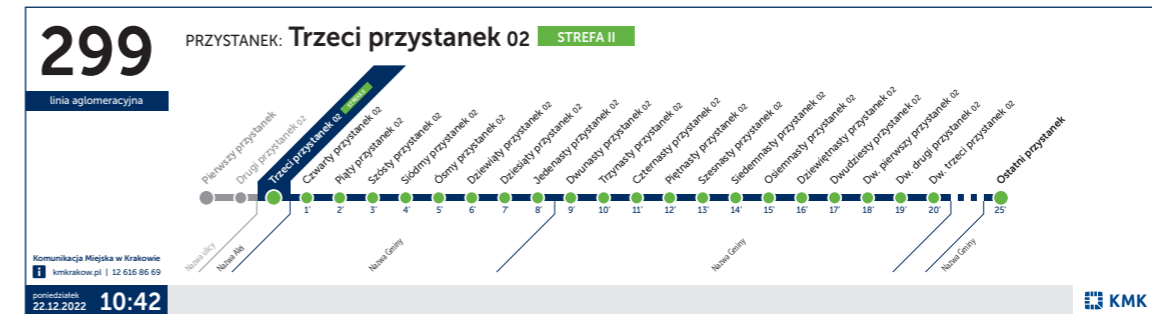 299
linia aglomeracyjna
PRZYSTANEK: Trzeci przystanek 02 STREFA II
Pierwszy przystanek
Drugi przystanek 02
Trzeci przystanek 02 STREFA II
Czwarty przystanek 02
Piąty przystanek 02
Szósty przystanek 02
Siódmy przystanek 02
Ósmy przystanek 02
Dziewiąty przystanek 02
Dziesiąty przystanek 02
Jedenasty przystanek 02
Dwunasty przystanek 02
Trzynasty przystanek 02
Czternasty przystanek 02
Piętnasty przystanek 02
Szesnasty przystanek 02
Siedemnasty przystanek 02
Osiemnasty przystanek 02
Dziewiętnasty przystanek 02
Dwudziesty przystanek 02
Dw. pierwszy przystanek 02
Dw. drugi przystanek 02
Dw. trzeci przystanek 02
Ostatni przystanek
1' 2' 3' 4' 5' 6' 7' 8' 9' 10' 11' 12' 13' 14' 15' 16' 17' 18' 19' 20' 25'
Nazwa ulicy
Nazwa Alej
Nazwa Gminy
Nazwa Gminy
Nazwa Gminy
Komunikacja Miejska w Krakowie
i kmkrakow.pl | 12 616 86 69
poniedziałek
22.12.2022 10:42
KMK